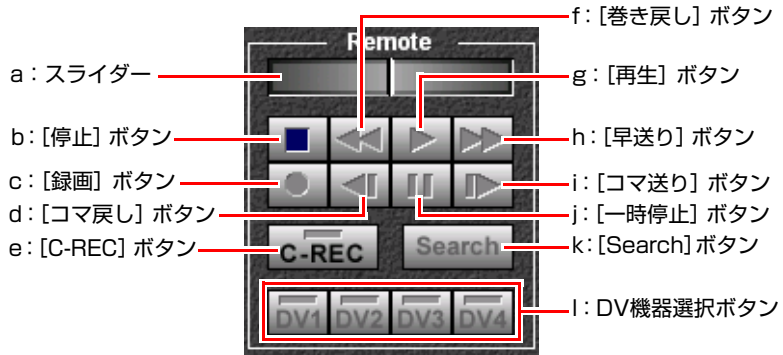 f：［巻き戻し］ボタン
Remote
a：スライダー
g：［再生］ボタン
b：［停止］ボタン
h：［早送り］ボタン
c：［録画］ボタン
i：［コマ送り］ボタン
d：［コマ戻し］ボタン
j：［一時停止］ボタン
e：［C-REC］ボタン
C-REC
Search
k：［Search］ボタン
DV1 DV2 DV3 DV4
l：DV機器選択ボタン